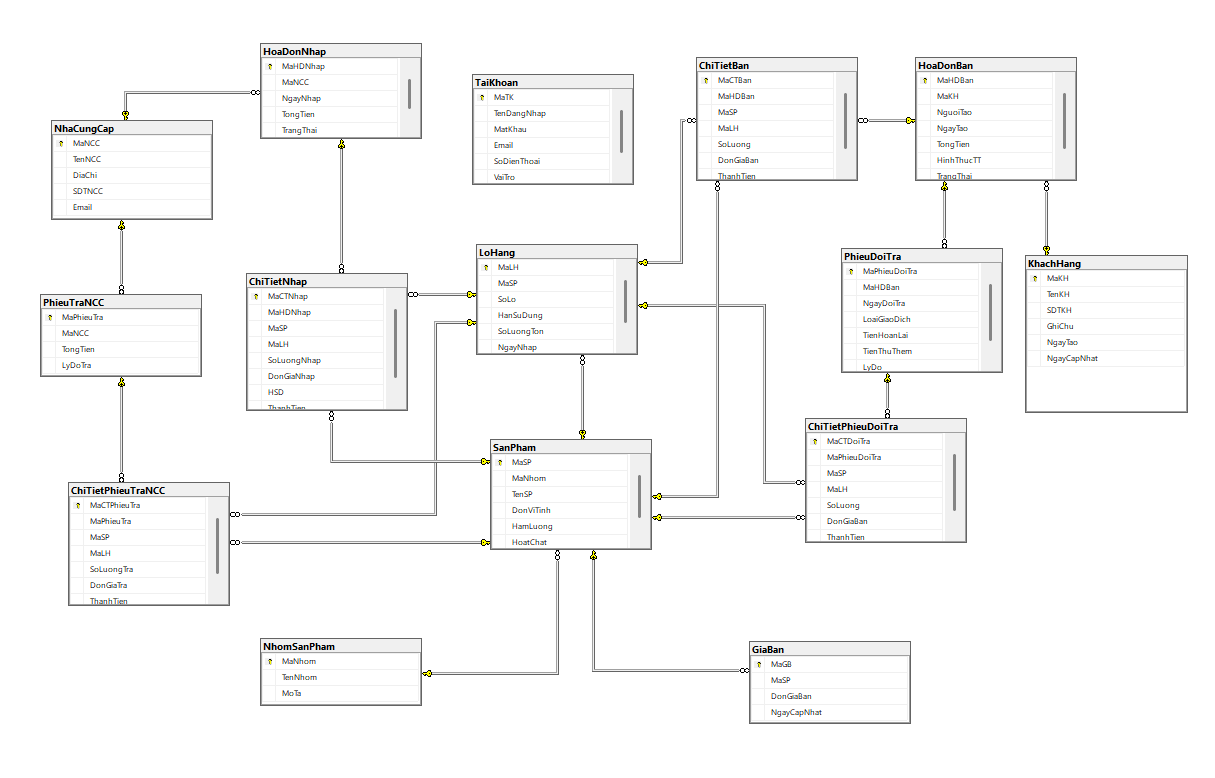 HoaDonNhap
MaHDNhap
MaNCC
NgayNhap
TongTien
TrangThai
TaiKhoan
MaTK
TenDangNhap
MatKhau
Email
SoDienThoai
VaiTro
ChiTietBan
MaCTBan
MaHDBan
MaSP
MaLH
SoLuong
DonGiaBan
ThanhTien
HoaDonBan
MaHDBan
MaKH
NguoiTao
NgayTao
TongTien
HinhThucTT
TrangThai
NhaCungCap
MaNCC
TenNCC
DiaChi
SDTNCC
Email
LoHang
MaLH
MaSP
SoLo
HanSuDung
SoLuongTon
NgayNhap
PhieuDoiTra
MaPhieuDoiTra
MaHDBan
NgayDoiTra
LoaiGiaoDich
TienHoanLai
TienThuThem
LyDo
KhachHang
MaKH
TenKH
SDTKH
GhiChu
NgayTao
NgayCapNhat
ChiTietNhap
MaCTNhap
MaHDNhap
MaSP
MaLH
SoLuongNhap
DonGiaNhap
HSD
ThanhTien
PhieuTraNCC
MaPhieuTra
MaNCC
TongTien
LyDoTra
SanPham
MaSP
MaNhom
TenSP
DonViTinh
HamLuong
HoatChat
ChiTietPhieuDoiTra
MaCTDoiTra
MaPhieuDoiTra
MaSP
MaLH
SoLuong
DonGiaBan
ThanhTien
ChiTietPhieuTraNCC
MaCTPhieuTra
MaPhieuTra
MaSP
MaLH
SoLuongTra
DonGiaTra
ThanhTien
NhomSanPham
MaNhom
TenNhom
MoTa
GiaBan
MaGB
MaSP
DonGiaBan
NgayCapNhat